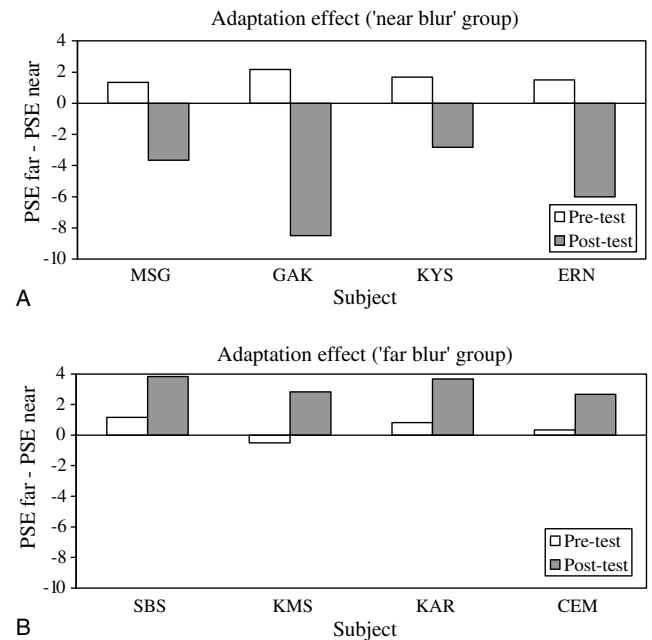 Adaptation effect ('near blur' group)
4
2
0
-2
-4
-6
-8
-10
PSE far - PSE near
Pre-test
Post-test
MSG GAK KYS ERN
Subject
A
Adaptation effect ('far blur' group)
4
2
0
-2
-4
-6
-8
-10
PSE far - PSE near
Pre-test
Post-test
SBS KMS KAR CEM
Subject
B